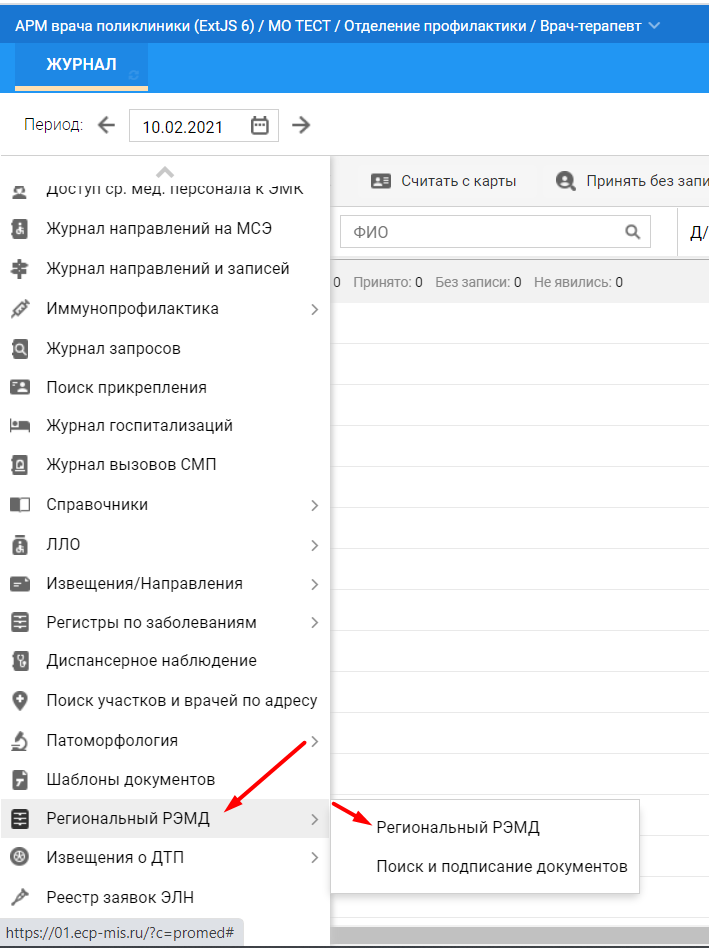 АРМ врача поликлиники (ExtJS 6) / МО ТЕСТ / Отделение профилактики / Врач-терапевт
ЖУРНАЛ
Период: 10.02.2021
Считать с карты Принять без запи
Доступ ср. мед. персонала к ЭМК
ФИО Д/
Журнал направлений на МСЭ
Журнал направлений и записей
0 Принято: 0 Без записи: 0 Не явились: 0
Иммунопрофилактика
Журнал запросов
Поиск прикрепления
Журнал госпитализаций
Журнал вызовов СМП
Справочники
ЛЛО
Извещения/Направления
Регистры по заболеваниям
Диспансерное наблюдение
Поиск участков и врачей по адресу
Патоморфология
Шаблоны документов
Региональный РЭМД
Региональный РЭМД
Извещения о ДТП
Поиск и подписание документов
Реестр заявок ЭЛН
https://01.ecp-mis.ru/?c=promed#